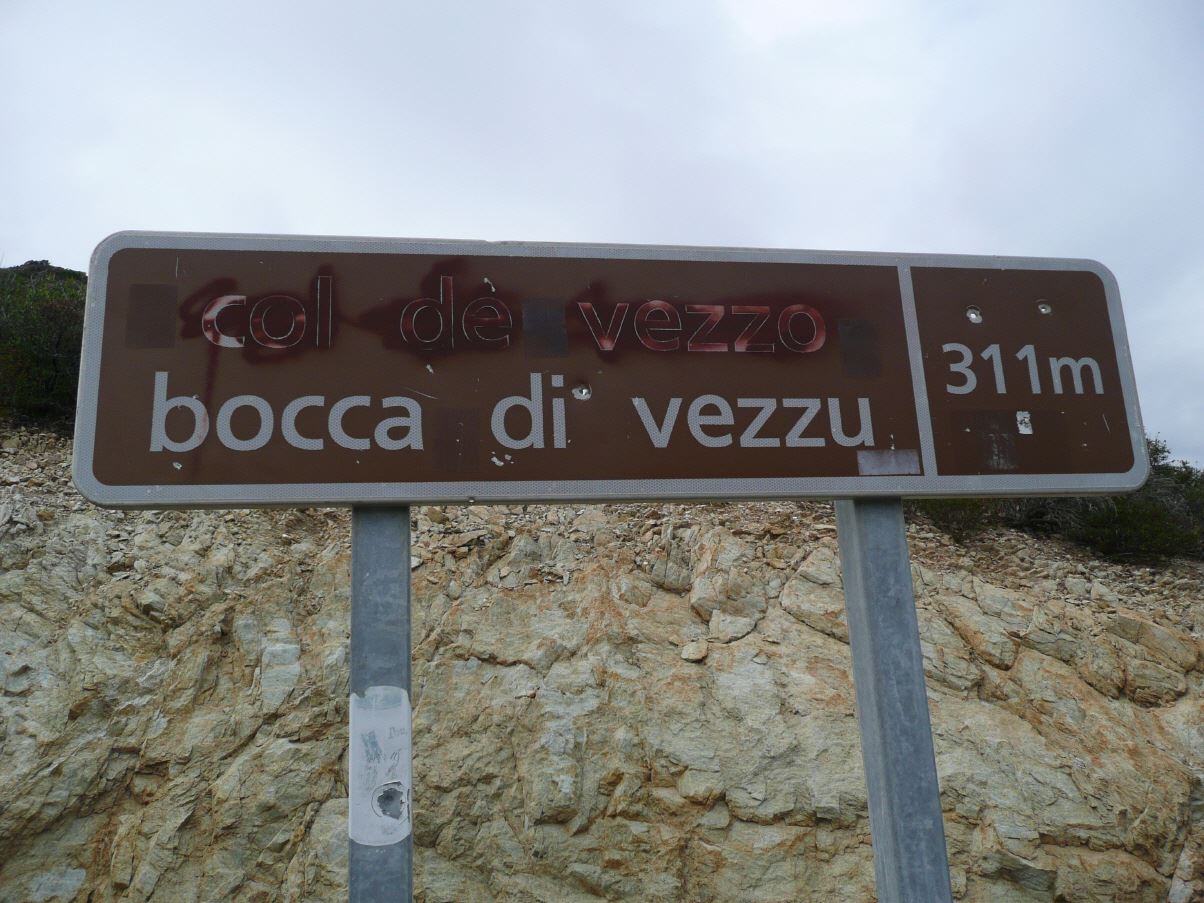 col de vezzo
bocca di vezzu
311m